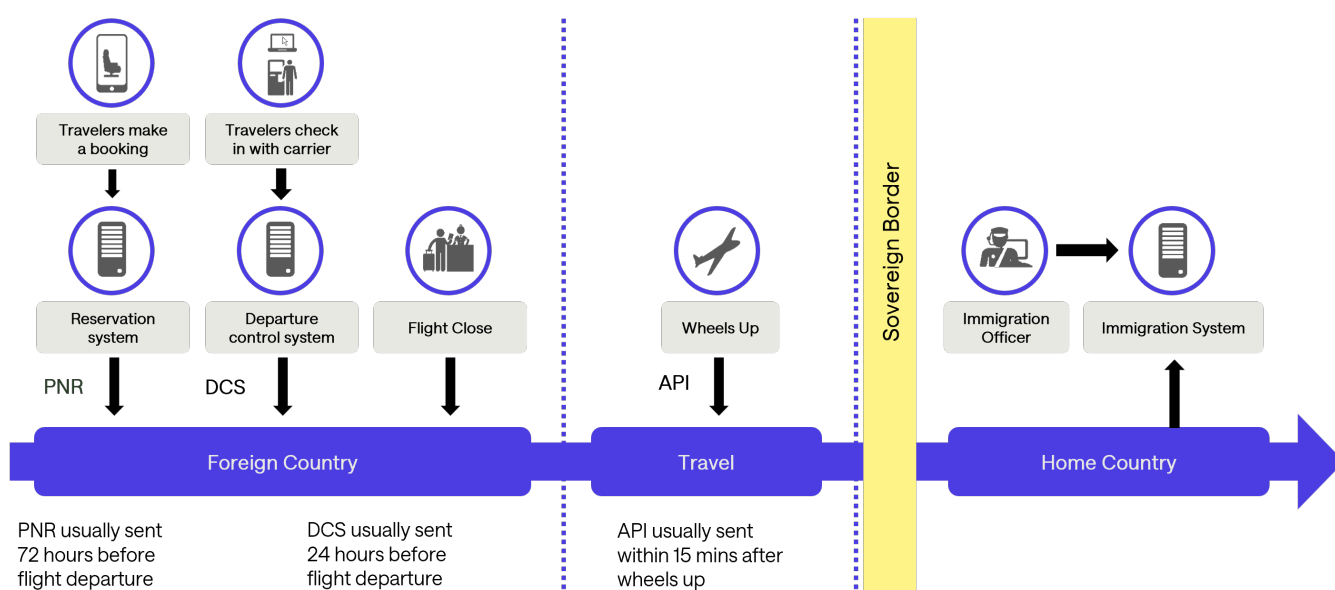 Travelers make
a booking
Travelers check
in with carrier
Reservation
system
Departure
control system
Flight Close
Wheels Up
Sovereign Border
Immigration
Officer
Immigration System
PNR
DCS
API
Foreign Country
Travel
Home Country
PNR usually sent
72 hours before
flight departure
DCS usually sent
24 hours before
flight departure
API usually sent
within 15 mins after
wheels up